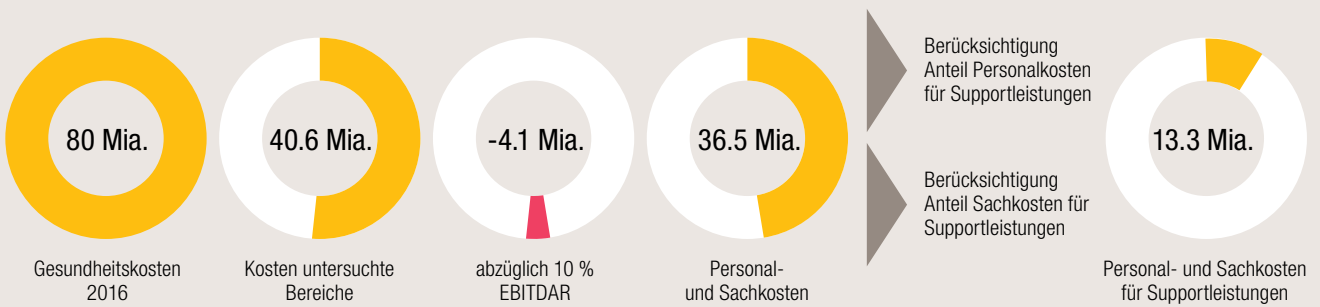 80 Mia.
Gesundheitskosten
2016
40.6 Mia.
Kosten untersuchte
Bereiche
-4.1 Mia.
abzüglich 10 %
EBITDAR
36.5 Mia.
Personal-
und Sachkosten
Berücksichtigung
Anteil Personalkosten
für Supportleistungen
Berücksichtigung
Anteil Sachkosten für
Supportleistungen
13.3 Mia.
Personal- und Sachkosten
für Supportleistungen